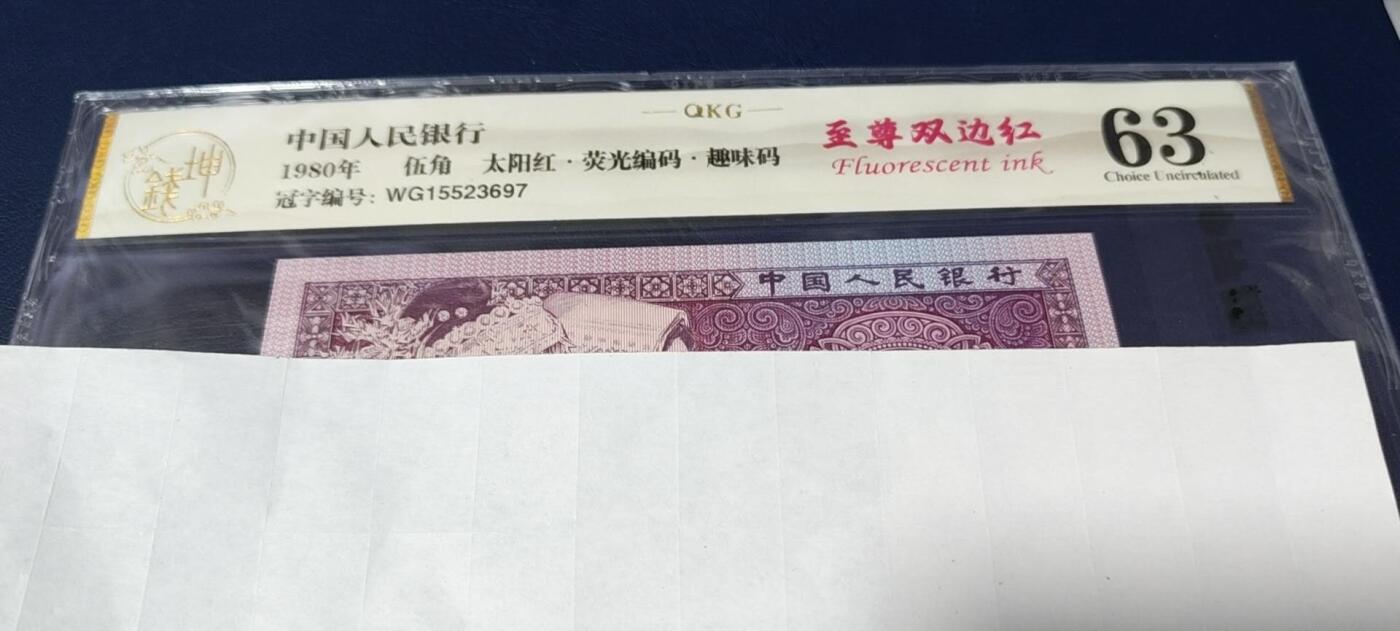 QKG
中国人民银行
1980年 伍角 太阳红·荧光编码·趣味码
冠字编号: WG15523697
至尊双边红
Fluorescent ink
63
Choice Uncirculated
坤
錢
中国人民银行